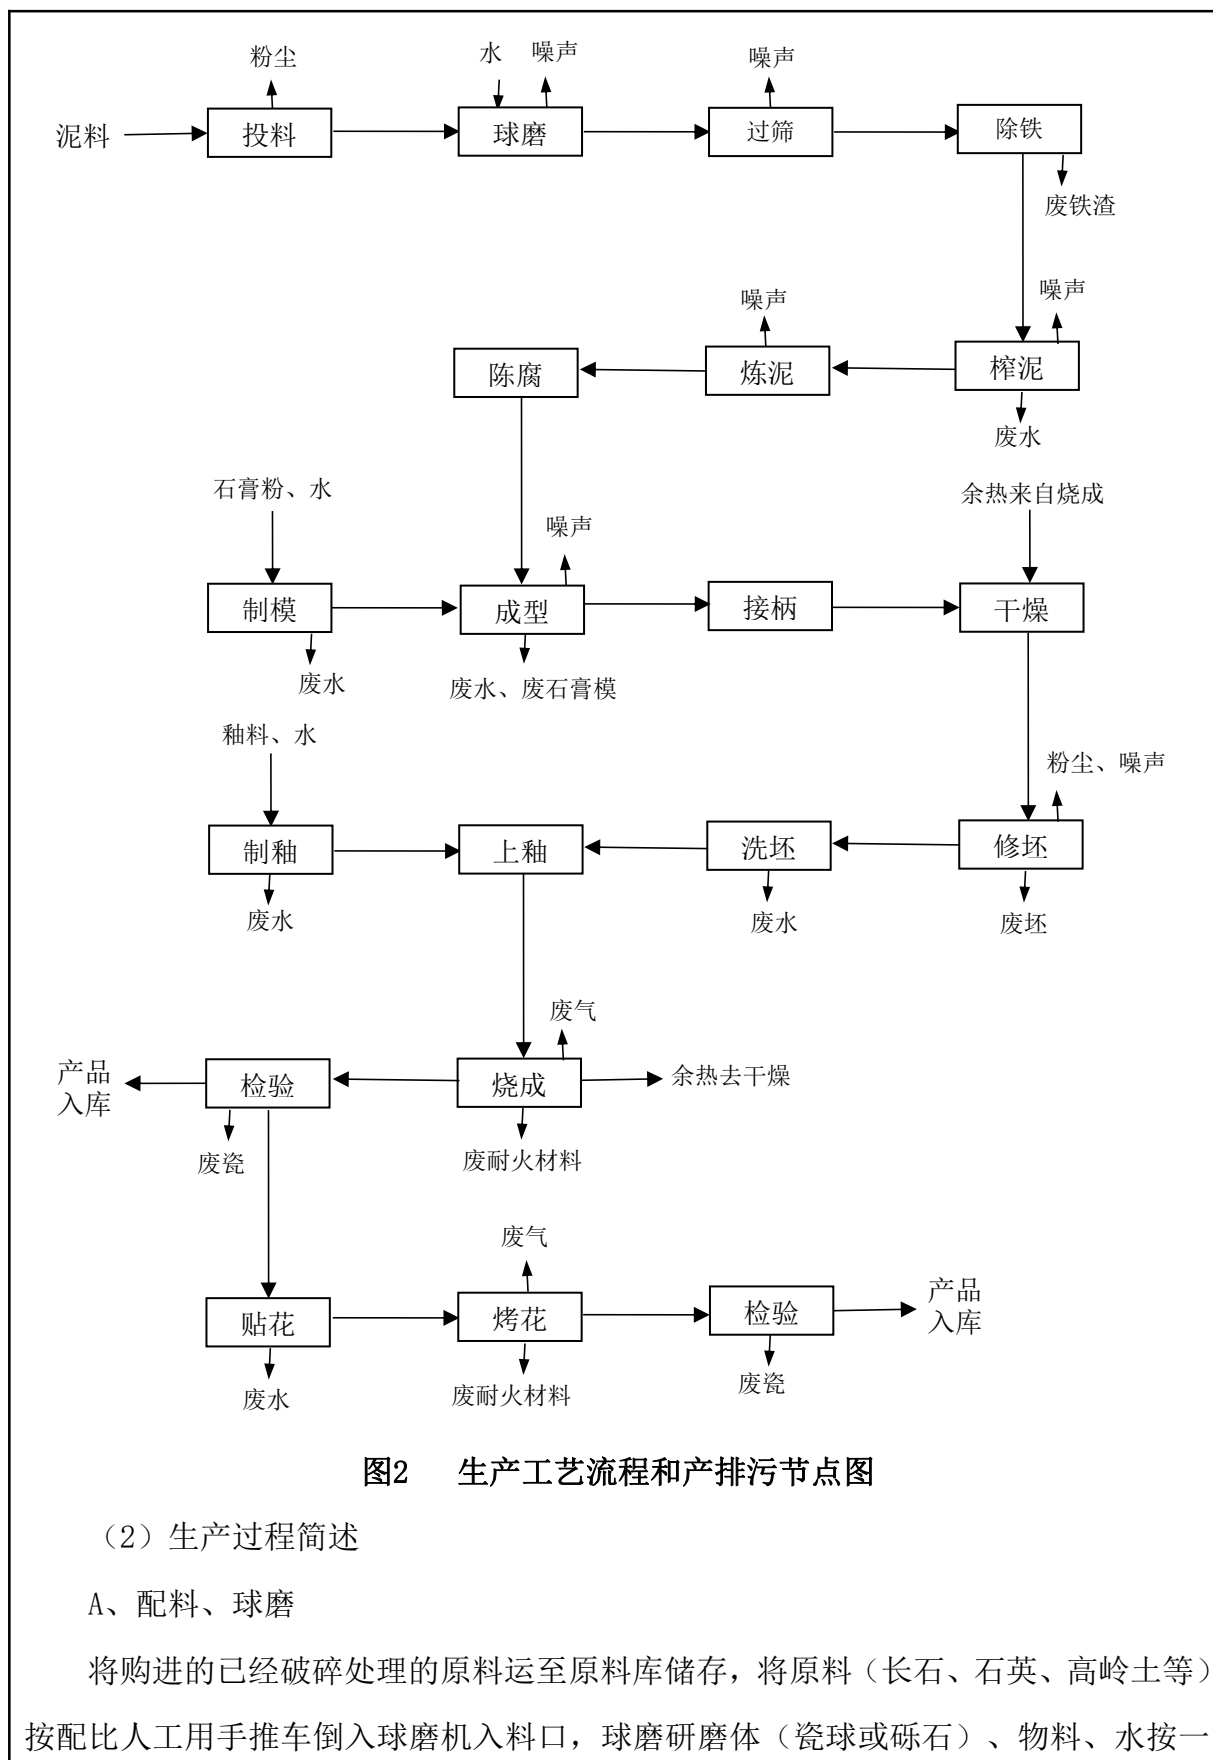 粉尘 水 噪声 噪声
泥料 投料 球磨 过筛 除铁
废铁渣
噪声 噪声
陈腐 炼泥 榨泥
废水
石膏粉、水 余热来自烧成
噪声
制模 成型 接柄 干燥
废水 废水、废石膏模
釉料、水
粉尘、噪声
制釉 上釉 洗坯 修坯
废水 废水 废坯
废气
产品
入库 检验 烧成 余热去干燥
废瓷 废耐火材料
废气
贴花 烤花 检验 产品
入库
废水 废耐火材料 废瓷
图2 生产工艺流程和产排污节点图
（2）生产过程简述
A、配料、球磨
将购进的已经破碎处理的原料运至原料库储存，将原料（长石、石英、高岭土等）
按配比人工用手推车倒入球磨机入料口，球磨研磨体（瓷球或砾石）、物料、水按一